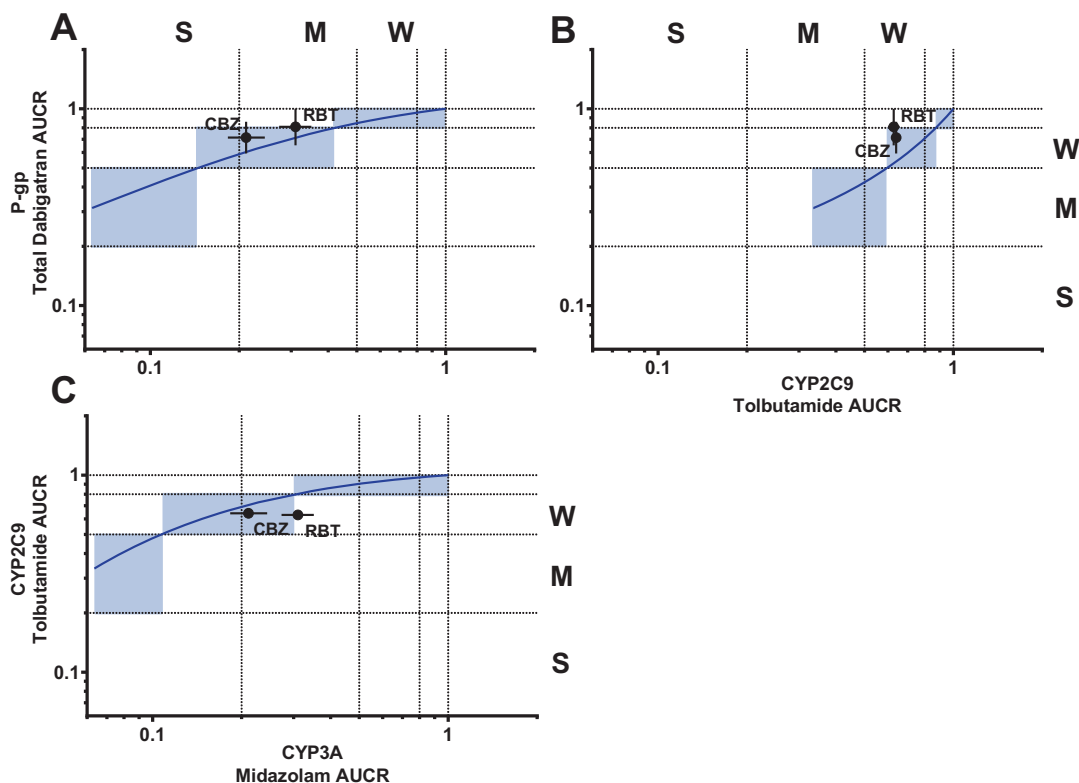 A
S
M
W
P-gp
Total Dabigatran AUCR
1
0.1
CBZ
RBT
0.1
1
B
S
M
W
1
0.1
RBT
CBZ
W
M
S
0.1
1
CYP2C9
Tolbutamide AUCR
C
CYP2C9
Tolbutamide AUCR
1
0.1
CBZ
RBT
W
M
S
0.1
1
CYP3A
Midazolam AUCR